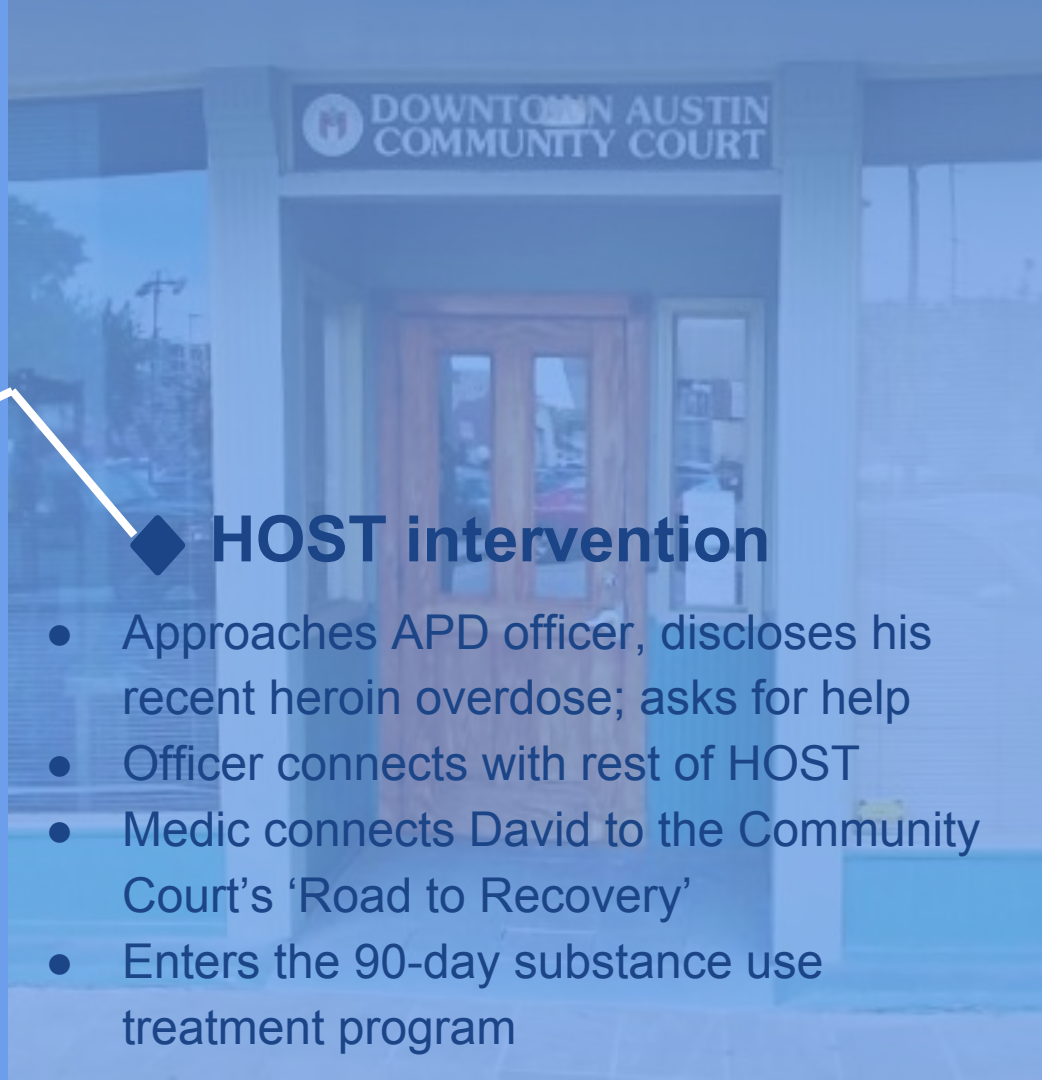 DOWNTOWN AUSTIN
COMMUNITY COURT
HOST intervention
● Approaches APD officer, discloses his
recent heroin overdose; asks for help
● Officer connects with rest of HOST
● Medic connects David to the Community
Court’s ‘Road to Recovery’
● Enters the 90-day substance use
treatment program